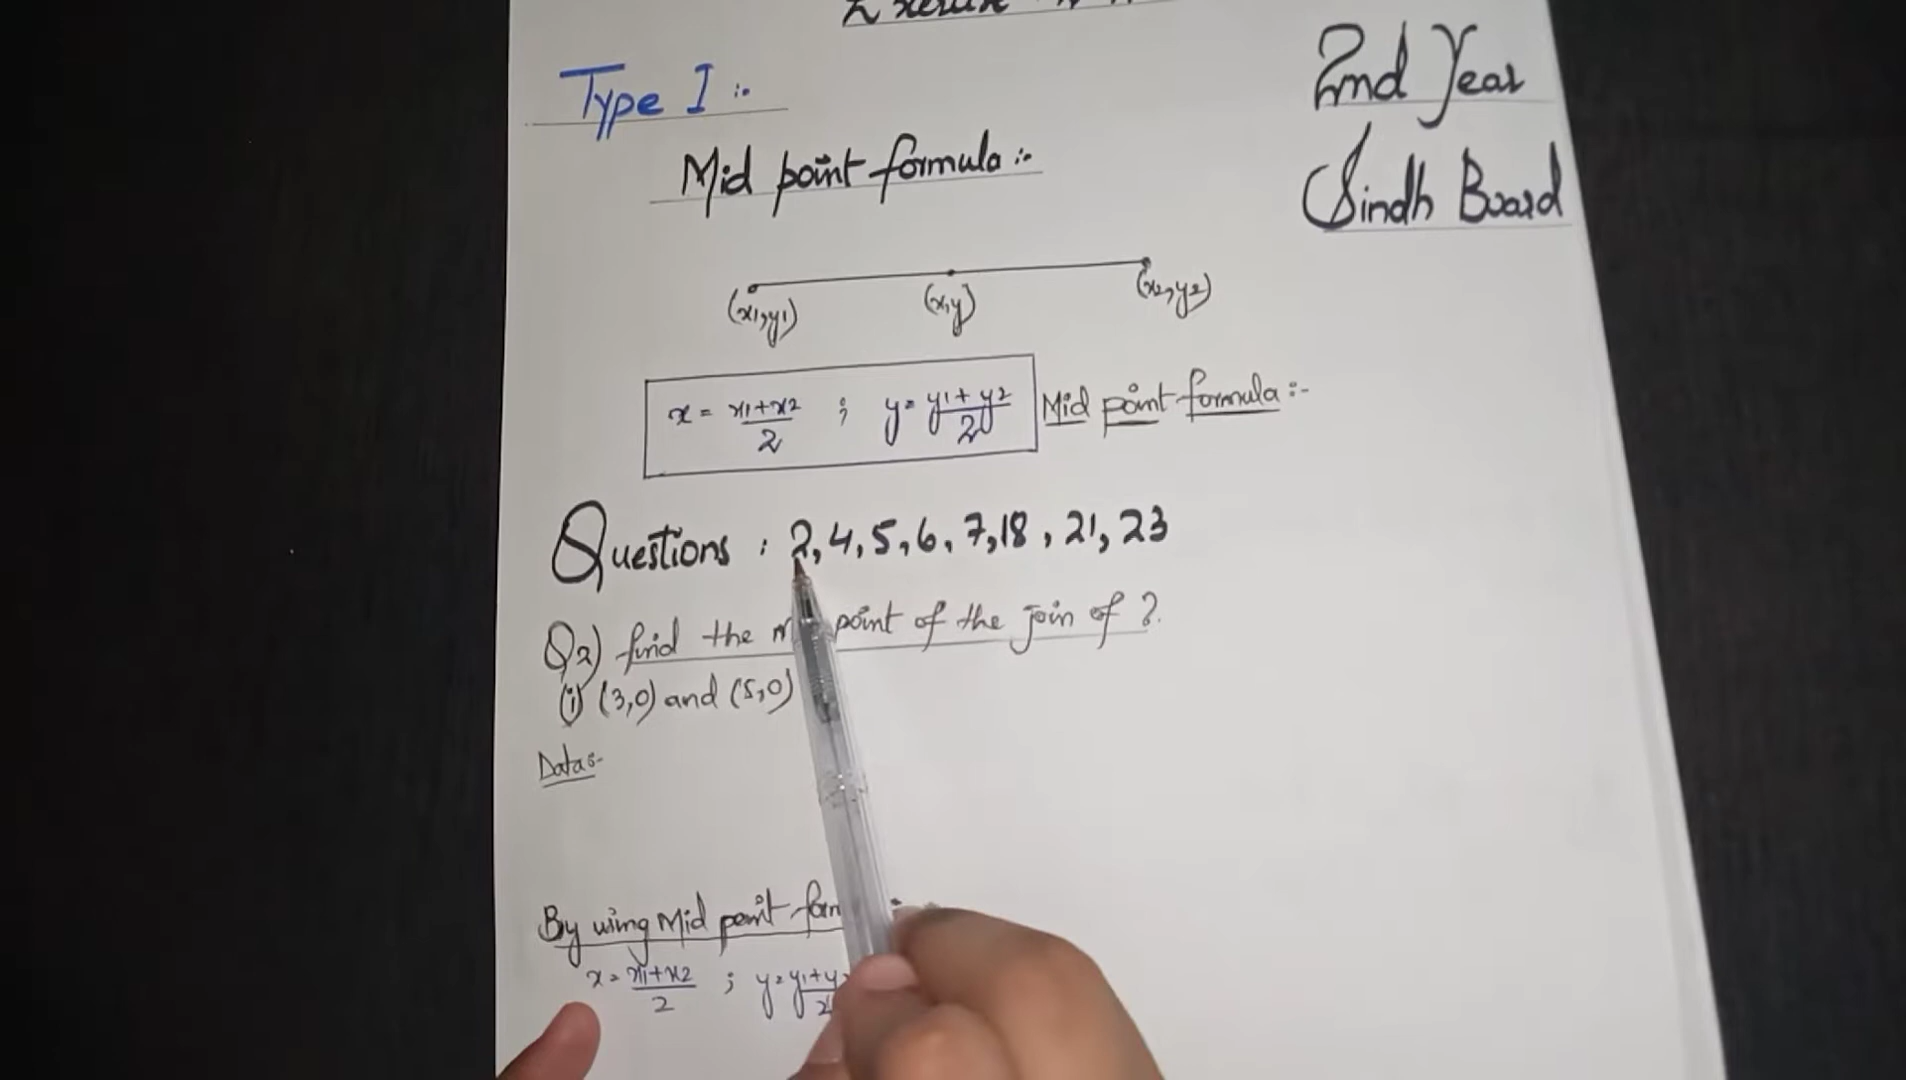 Type I :-
2nd Year
Sindh Board
Mid point formula :-
(x1,y1) (x,y) (x2,y2)
x = x1+x2/2 ; y = y1+y2/2 Mid point formula :-
Questions : 2,4,5,6,7,18,21,23
Q2) find the point of the join of ?
(i) (3,0) and (5,0)
Data:-
By using Mid point
x = x1+x2/2 ; y = y1+y